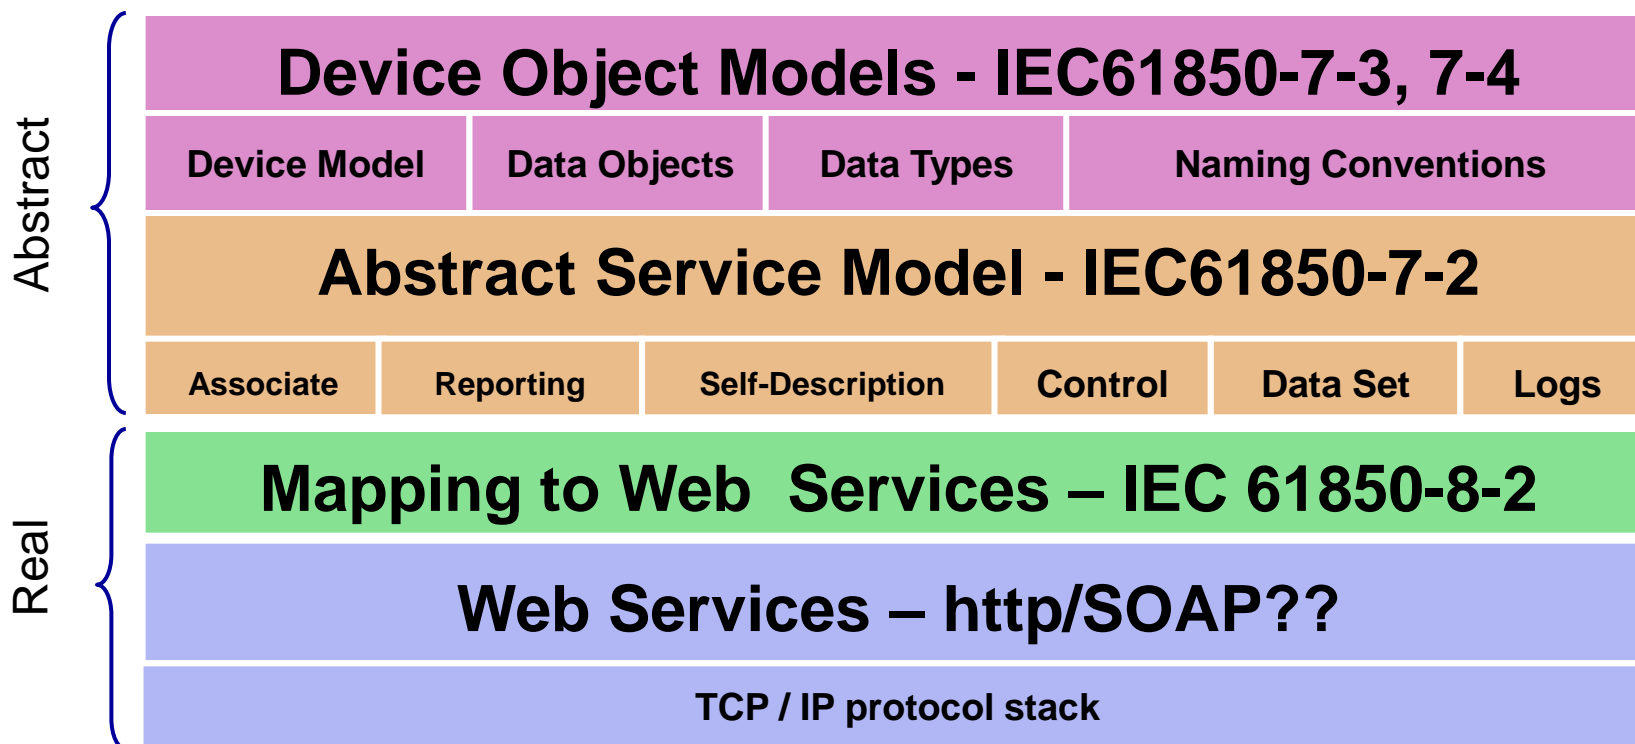 Abstract
Device Object Models - IEC61850-7-3, 7-4
Device Model
Data Objects
Data Types
Naming Conventions
Abstract Service Model - IEC61850-7-2
Associate
Reporting
Self-Description
Control
Data Set
Logs
Real
Mapping to Web  Services – IEC 61850-8-2
Web Services – http/SOAP??
TCP / IP protocol stack